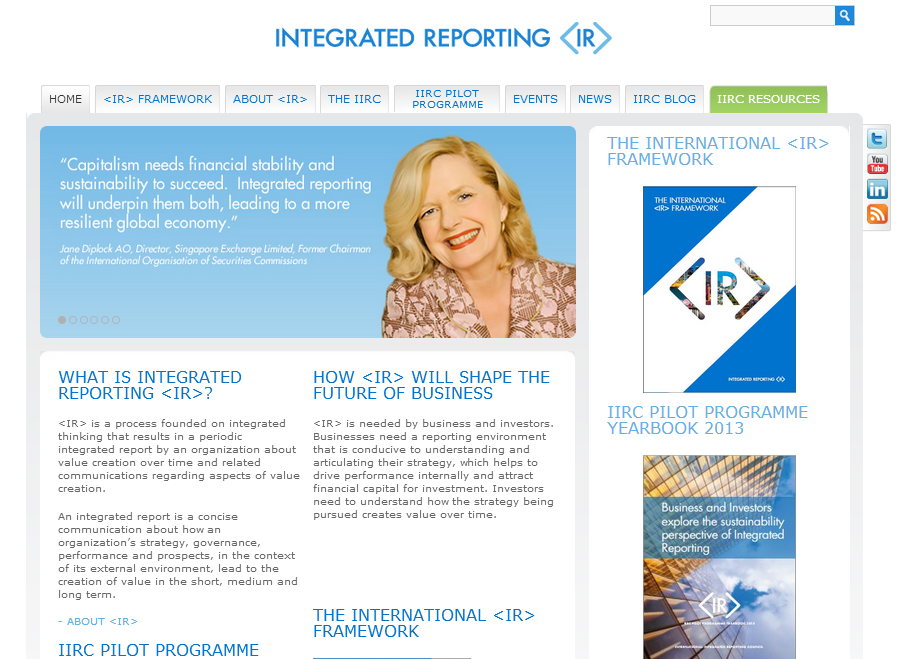 INTEGRATED REPORTING <IR>
HOME
<IR> FRAMEWORK
ABOUT <IR>
THE IIRC
IIRC PILOT
PROGRAMME
EVENTS
NEWS
IIRC BLOG
IIRC RESOURCES
“Capitalism needs financial stability and
sustainability to succeed. Integrated reporting
will underpin them both, leading to a more
resilient global economy.”
Jane Diplock AO, Director, Singapore Exchange Limited, Former Chairman
of the International Organisation of Securities Commissions
WHAT IS INTEGRATED
REPORTING <IR>?
<IR> is a process founded on integrated
thinking that results in a periodic
integrated report by an organization about
value creation over time and related
communications regarding aspects of value
creation.
An integrated report is a concise
communication about how an
organization’s strategy, governance,
performance and prospects, in the context
of its external environment, lead to the
creation of value in the short, medium and
long term.
- ABOUT <IR>
IIRC PILOT PROGRAMME
HOW <IR> WILL SHAPE THE
FUTURE OF BUSINESS
<IR> is needed by business and investors.
Businesses need a reporting environment
that is conducive to understanding and
articulating their strategy, which helps to
drive performance internally and attract
financial capital for investment. Investors
need to understand how the strategy being
pursued creates value over time.
THE INTERNATIONAL <IR>
FRAMEWORK
THE INTERNATIONAL <IR>
FRAMEWORK
THE INTERNATIONAL
<IR> FRAMEWORK
<IR>
INTEGRATED REPORTING <IR>
IIRC PILOT PROGRAMME
YEARBOOK 2013
Business and Investors
explore the sustainability
perspective of Integrated
Reporting
<IR>
IIRC PILOT PROGRAMME YEARBOOK 2013
You
Tube
in